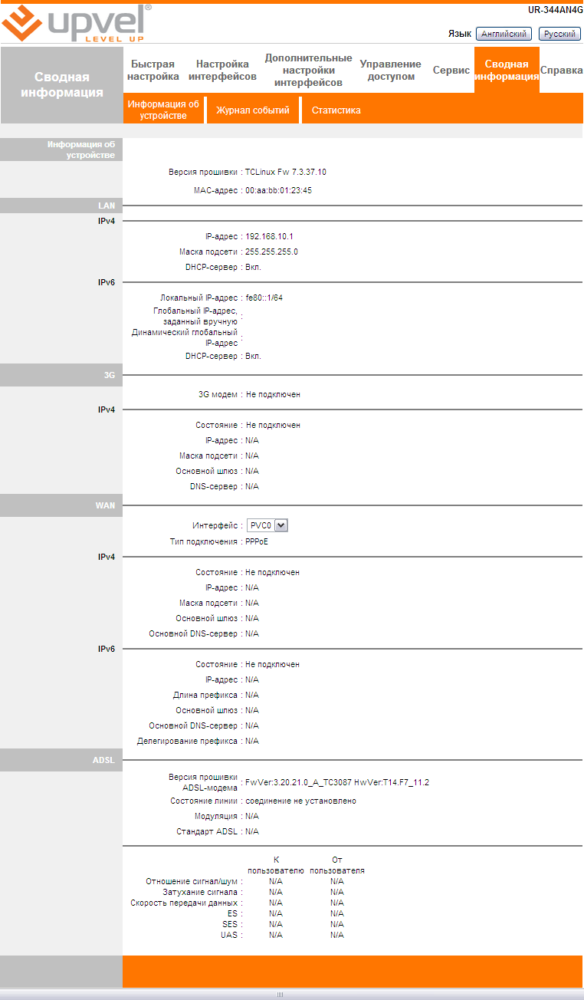 UR-344AN4G
upvel®
LEVEL UP
Язык Английский Русский
Сводная
информация
Быстрая
настройка
Настройка
интерфейсов
Дополнительные
настройки
интерфейсов
Управление
доступом
Сервис
Сводная
информация
Справка
Информация об
устройстве
Журнал событий
Статистика
Информация об
устройстве
Версия прошивки : TCLinux Fw 7.3.37.10
MAC-адрес : 00:aa:bb:01:23:45
LAN
IPv4
IP-адрес : 192.168.10.1
Маска подсети : 255.255.255.0
DHCP-сервер : Вкл.
IPv6
Локальный IP-адрес : fe80::1/64
Глобальный IP-адрес,
заданный вручную :
Динамический глобальный
IP-адрес :
DHCP-сервер : Вкл.
3G
3G модем : Не подключен
IPv4
Состояние : Не подключен
IP-адрес : N/A
Маска подсети : N/A
Основной шлюз : N/A
DNS-сервер : N/A
WAN
Интерфейс : PVC0
Тип подключения : PPPoE
IPv4
Состояние : Не подключен
IP-адрес : N/A
Маска подсети : N/A
Основной шлюз : N/A
Основной DNS-сервер : N/A
IPv6
Состояние : Не подключен
IP-адрес : N/A
Длина префикса : N/A
Основной шлюз : N/A
Основной DNS-сервер : N/A
Делегирование префикса : N/A
ADSL
Версия прошивки
ADSL-модема : FwVer:3.20.21.0_A_TC3087 HwVer:T14.F7_11.2
Состояние линии : соединение не установлено
Модуляция : N/A
Стандарт ADSL : N/A
К От
пользователю пользователя
Отношение сигнал/шум : N/A N/A
Затухание сигнала : N/A N/A
Скорость передачи данных : N/A N/A
ES : N/A N/A
SES : N/A N/A
UAS : N/A N/A